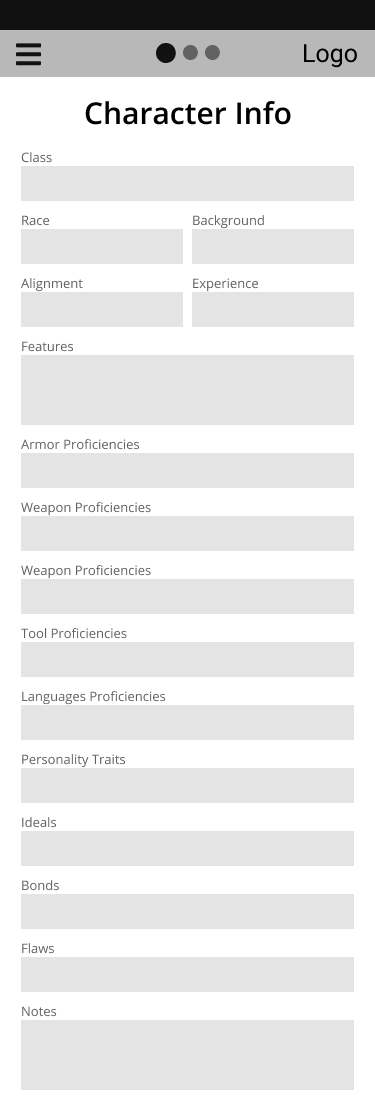 Logo
Character Info
Class
Race Background
Alignment Experience
Features
Armor Proficiencies
Weapon Proficiencies
Weapon Proficiencies
Tool Proficiencies
Languages Proficiencies
Personality Traits
Ideals
Bonds
Flaws
Notes